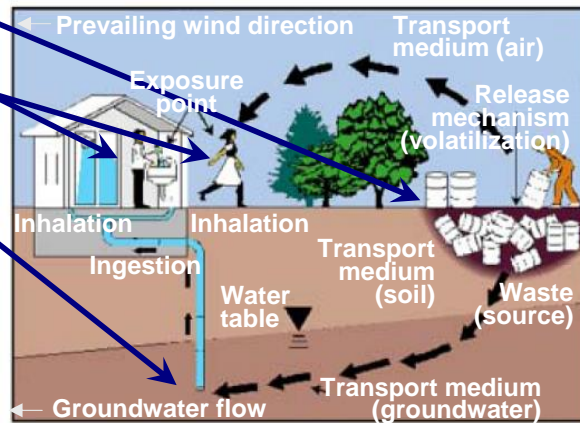 Prevailing wind direction
Transport
medium (air)
Exposure
point
Release
mechanism
(volatilization)
Inhalation
Inhalation
Ingestion
Transport
medium
(soil)
Waste
(source)
Water
table
Transport medium
(groundwater)
Groundwater flow